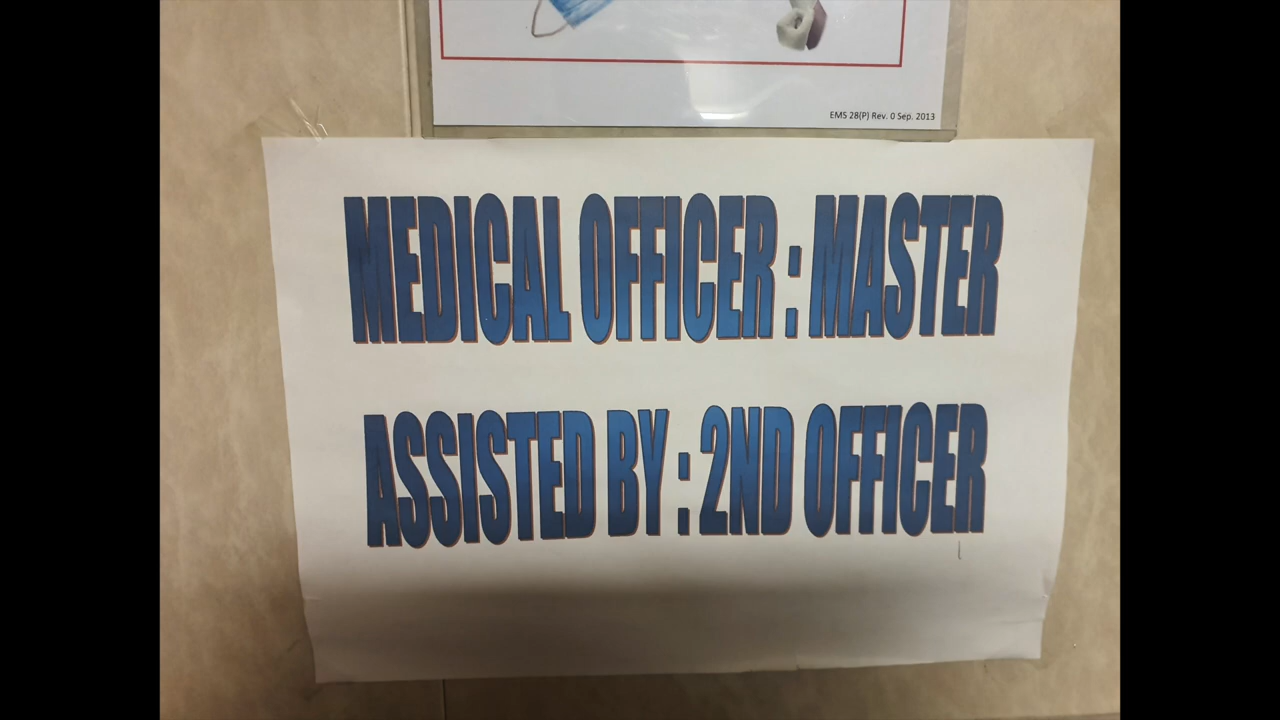 EMS 28(P) Rev. 0 Sep. 2013
MEDICAL OFFICER : MASTER
ASSISTED BY : 2ND OFFICER